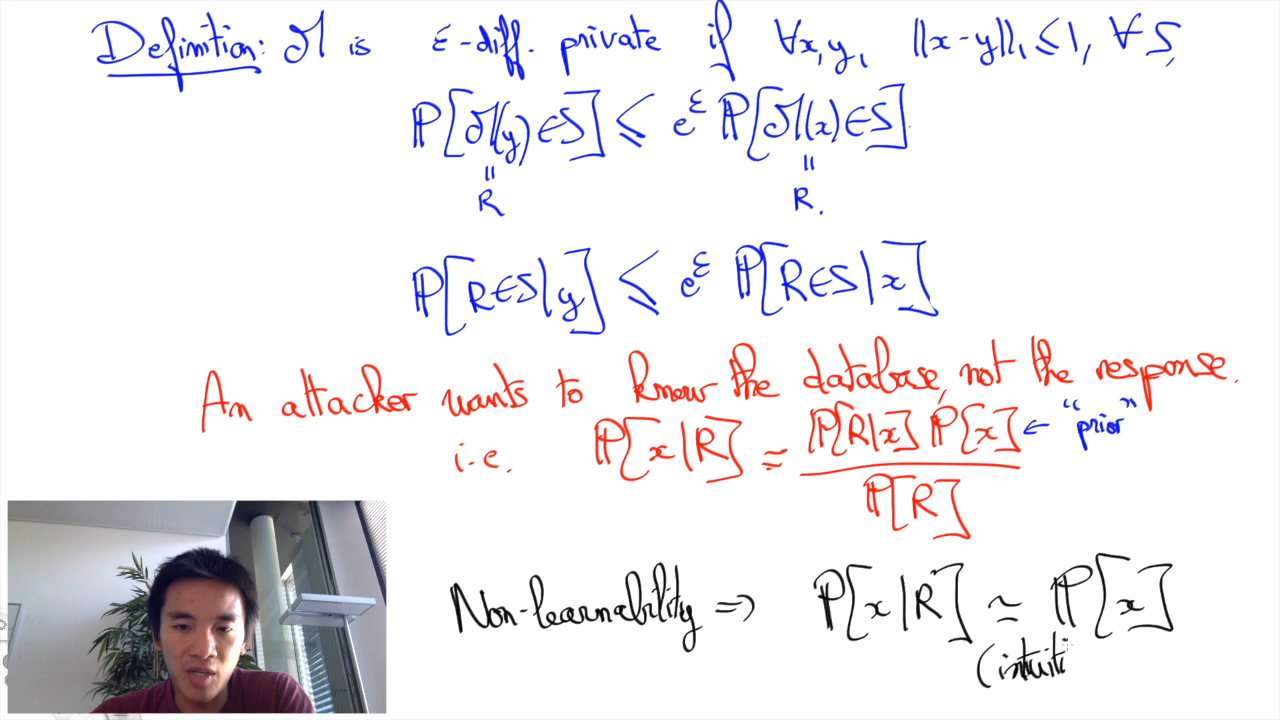 Definition: M is ε-diff. private if ∀x,y, ||x-y||₁ ≤ 1, ∀ S,
P[M(y)∈S] ≤ e^ε P[M(x)∈S].
= =
R R.
P[R∈S|y] ≤ e^ε P[R∈S|x]
An attacker wants to know the database, not the response.
i.e. P[x|R] ≃ P[R|x] P[x] / P[R] ← "prior"
Non-learnability ⇒ P[x|R] ≃ P[x]
(intuiti